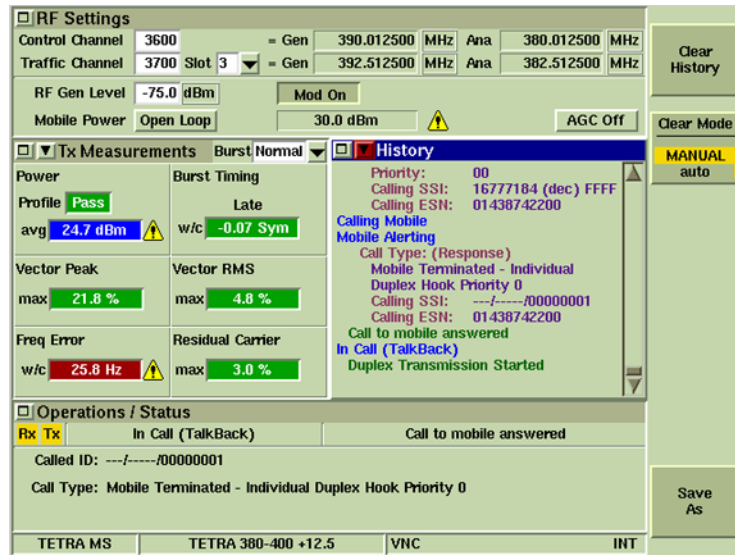 RF Settings
Control Channel 3600 = Gen 390.012500 MHz Ana 380.012500 MHz
Traffic Channel 3700 Slot 3 = Gen 392.512500 MHz Ana 382.512500 MHz
RF Gen Level -75.0 dBm Mod On
Mobile Power Open Loop 30.0 dBm AGC Off
Clear History
Clear Mode
MANUAL
auto
Tx Measurements Burst Normal
Power
Profile Pass
avg 24.7 dBm
Burst Timing
Late
w/c -0.07 Sym
Vector Peak
max 21.8 %
Vector RMS
max 4.8 %
Freq Error
w/c 25.8 Hz
Residual Carrier
max 3.0 %
History
Priority: 00
Calling SSI: 16777184 (dec) FFFF
Calling ESN: 01438742200
Calling Mobile
Mobile Alerting
Call Type: (Response)
Mobile Terminated - Individual
Duplex Hook Priority 0
Calling SSI: ---/-----/00000001
Calling ESN: 01438742200
Call to mobile answered
In Call (TalkBack)
Duplex Transmission Started
Operations / Status
Rx Tx In Call (TalkBack) Call to mobile answered
Called ID: ---/-----/00000001
Call Type: Mobile Terminated - Individual Duplex Hook Priority 0
Save As
TETRA MS TETRA 380-400 +12.5 VNC INT